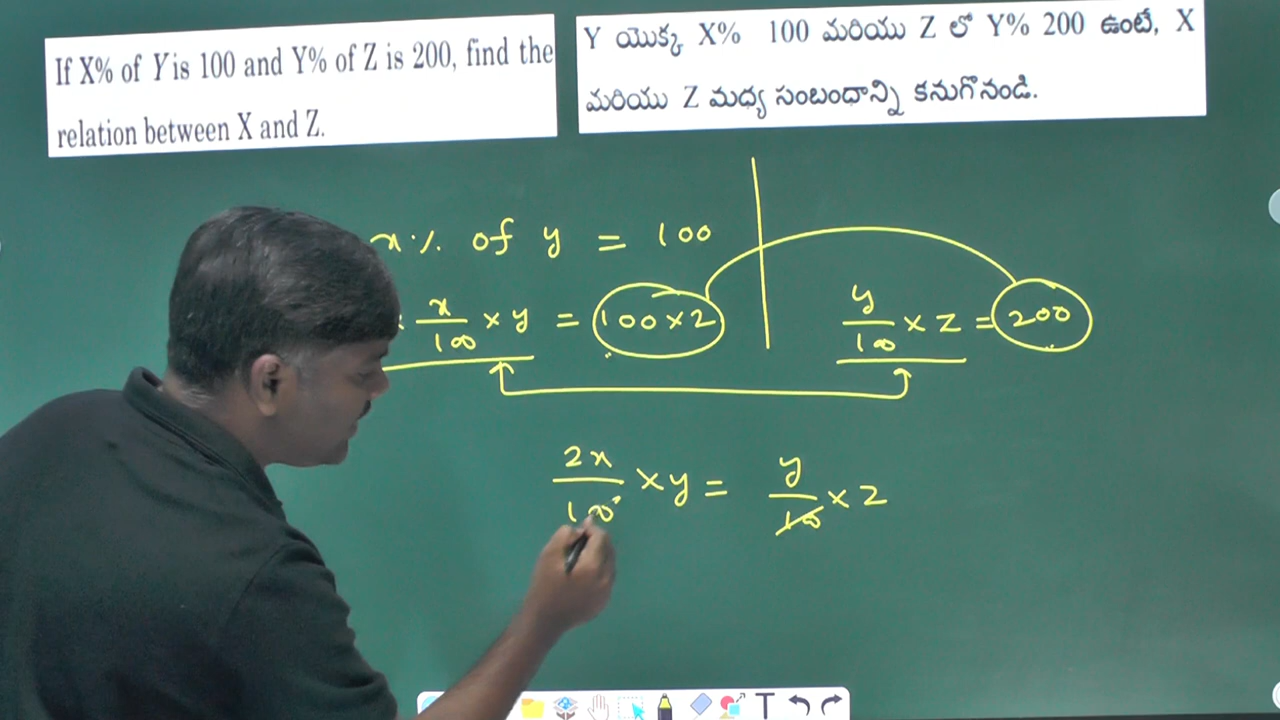 If X% of Y is 100 and Y% of Z is 200, find the
relation between X and Z.
Y యొక్క X% 100 మరియు Z లో Y% 200 ఉంటే, X
మరియు Z మధ్య సంబంధాన్ని కనుగొనండి.
x% of y = 100
x/100 × y = 100×2
y/100 × z = 200
2x/100 × y = y/100 × z
T